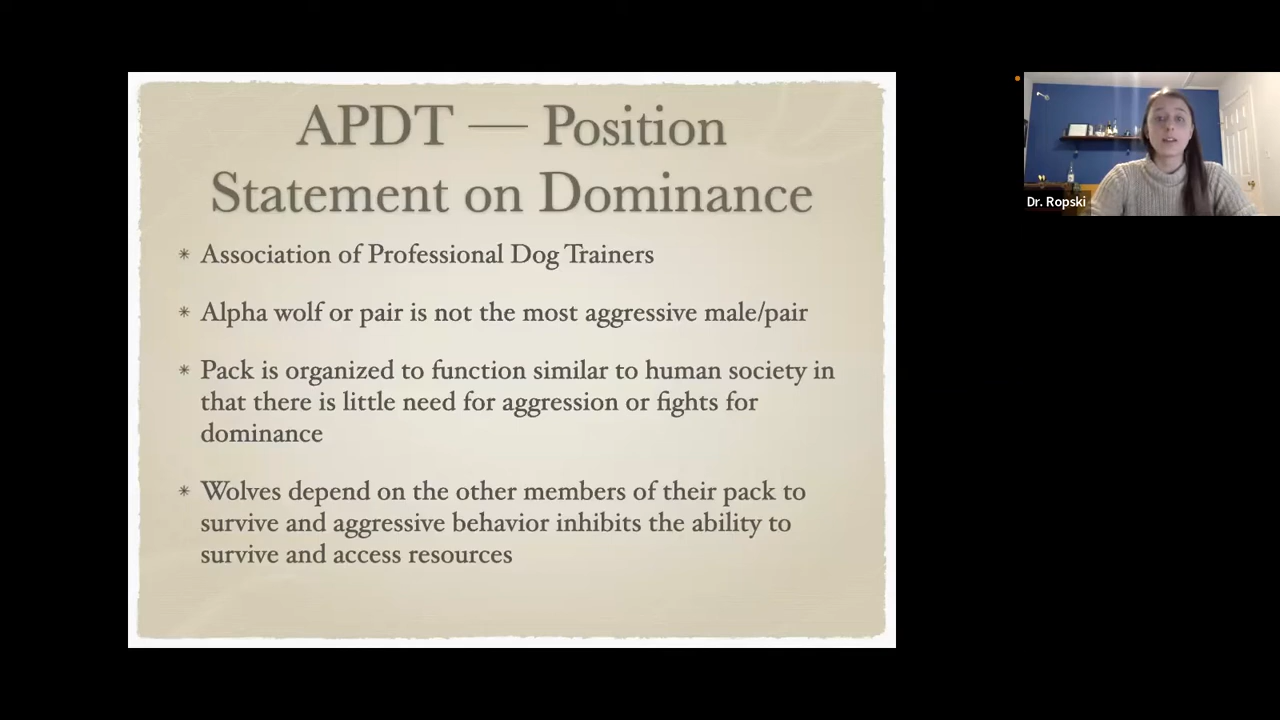 APDT — Position
Statement on Dominance
* Association of Professional Dog Trainers
* Alpha wolf or pair is not the most aggressive male/pair
* Pack is organized to function similar to human society in
that there is little need for aggression or fights for
dominance
* Wolves depend on the other members of their pack to
survive and aggressive behavior inhibits the ability to
survive and access resources
Dr. Ropski